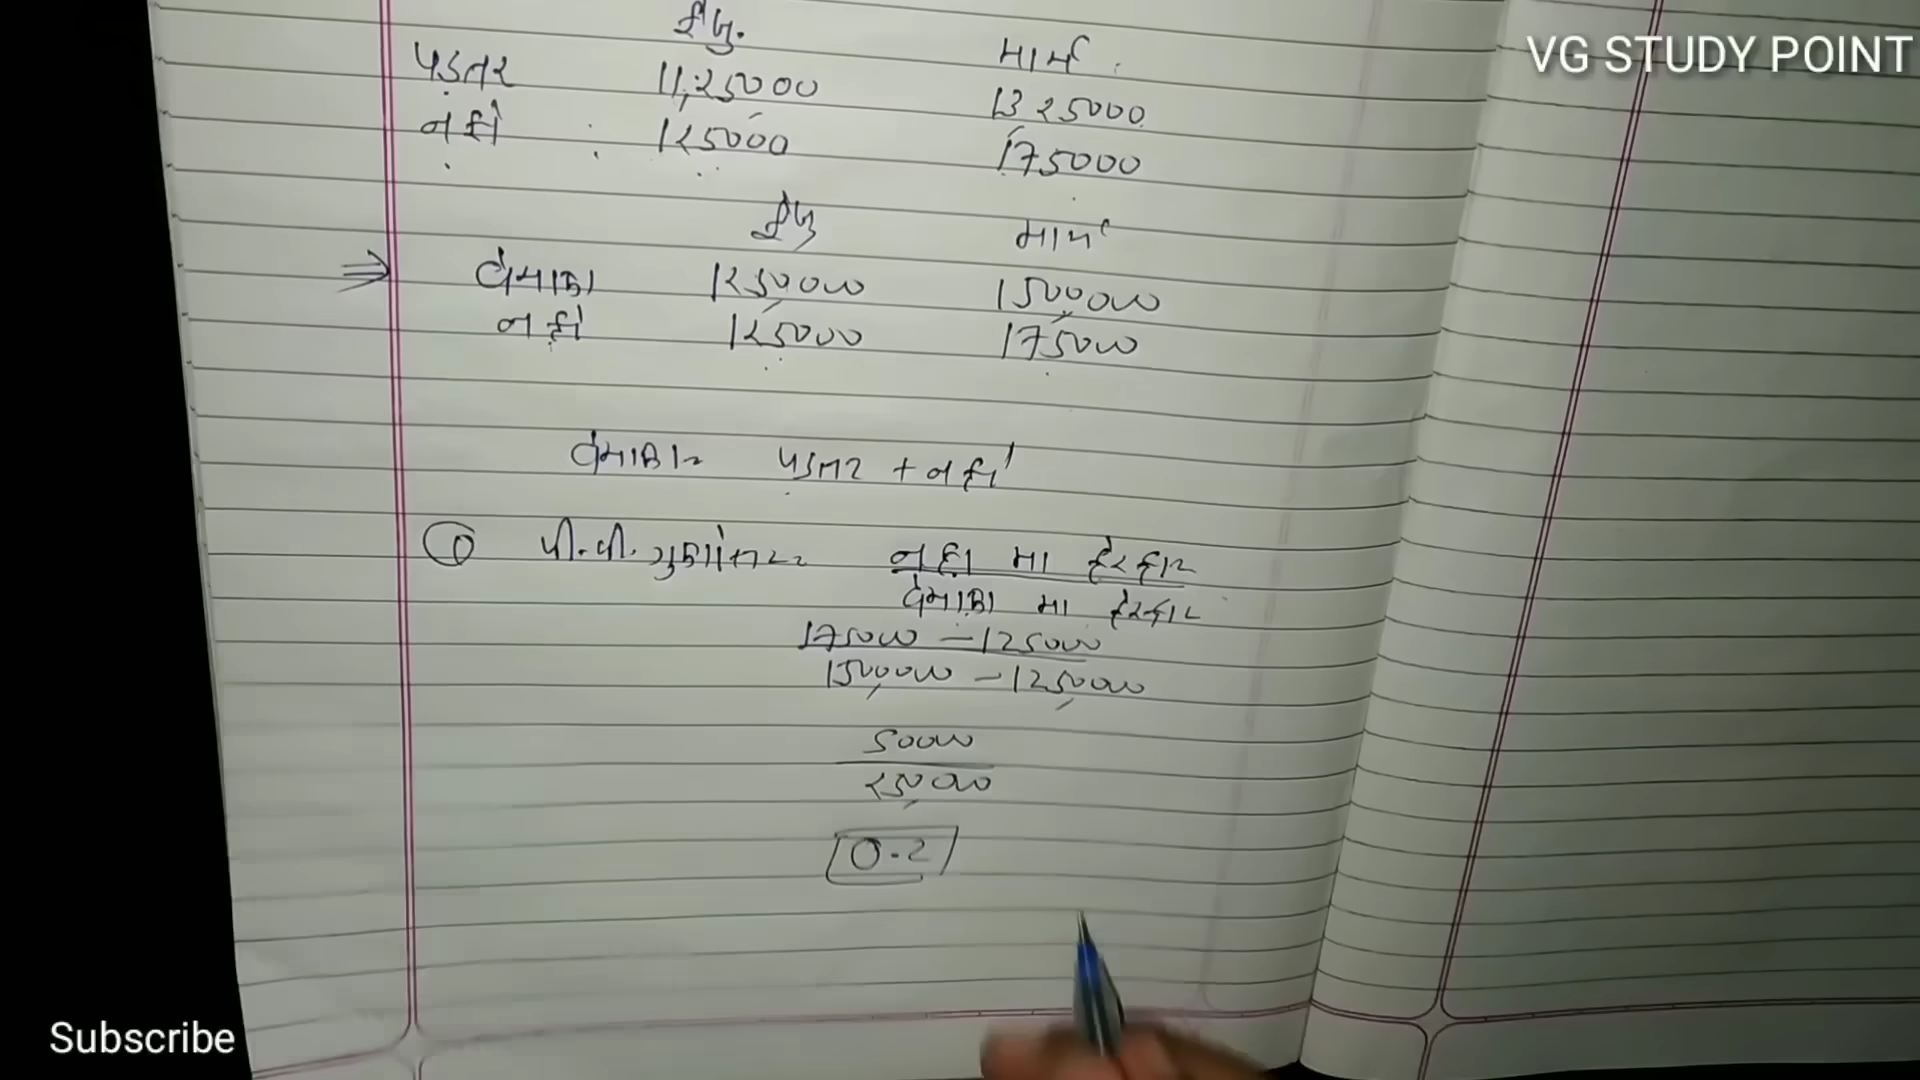 ફેબ્રુ. માર્ચ
VG STUDY POINT
પડતર 11,25000 1325000
નફો 125000 175000
ફેબ્રુ માર્ચ
⇒ વેચાણ 1250000 1500000
નફો 125000 175000
વેચાણ = પડતર + નફો
① પી.વી. ગુણોત્તર = નફા મા ફેરફાર
વેચાણ મા ફેરફાર
175000 - 125000
1500000 - 1250000
50000
250000
0.2
Subscribe